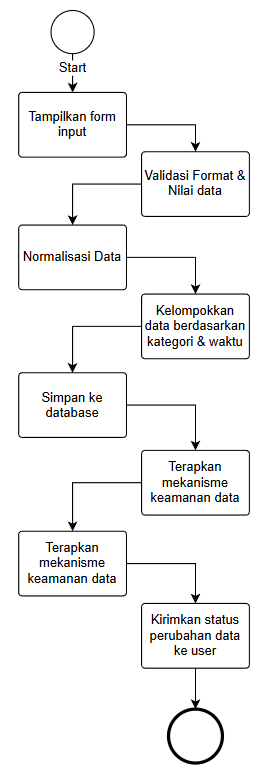 Start
Tampilkan form
input
Validasi Format &
Nilai data
Normalisasi Data
Kelompokkan
data berdasarkan
kategori & waktu
Simpan ke
database
Terapkan
mekanisme
keamanan data
Terapkan
mekanisme
keamanan data
Kirimkan status
perubahan data
ke user